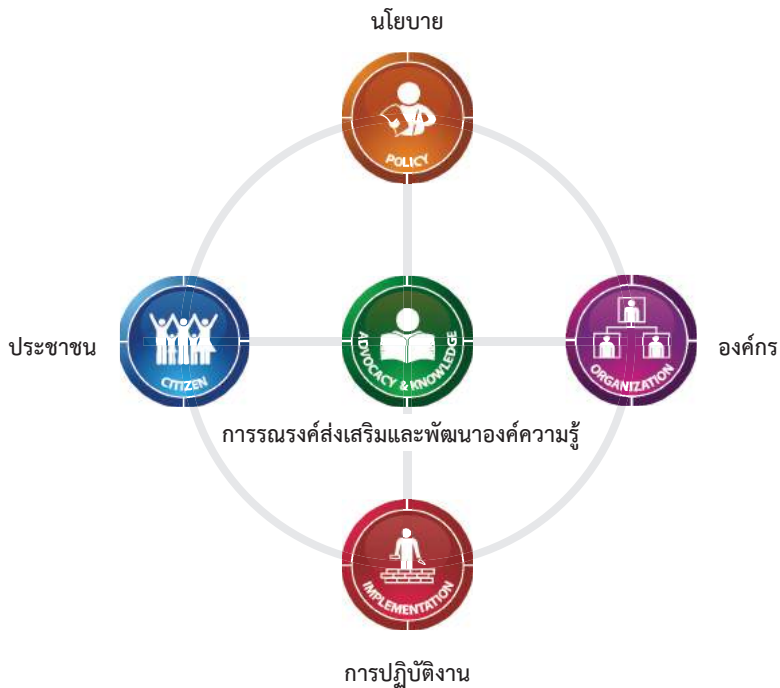 นโยบาย
POLICY
ประชาชน
CITIZEN
ADVOCACY & KNOWLEDGE
ORGANIZATION
องค์กร
การรณรงค์ส่งเสริมและพัฒนาองค์ความรู้
IMPLEMENTATION
การปฏิบัติงาน